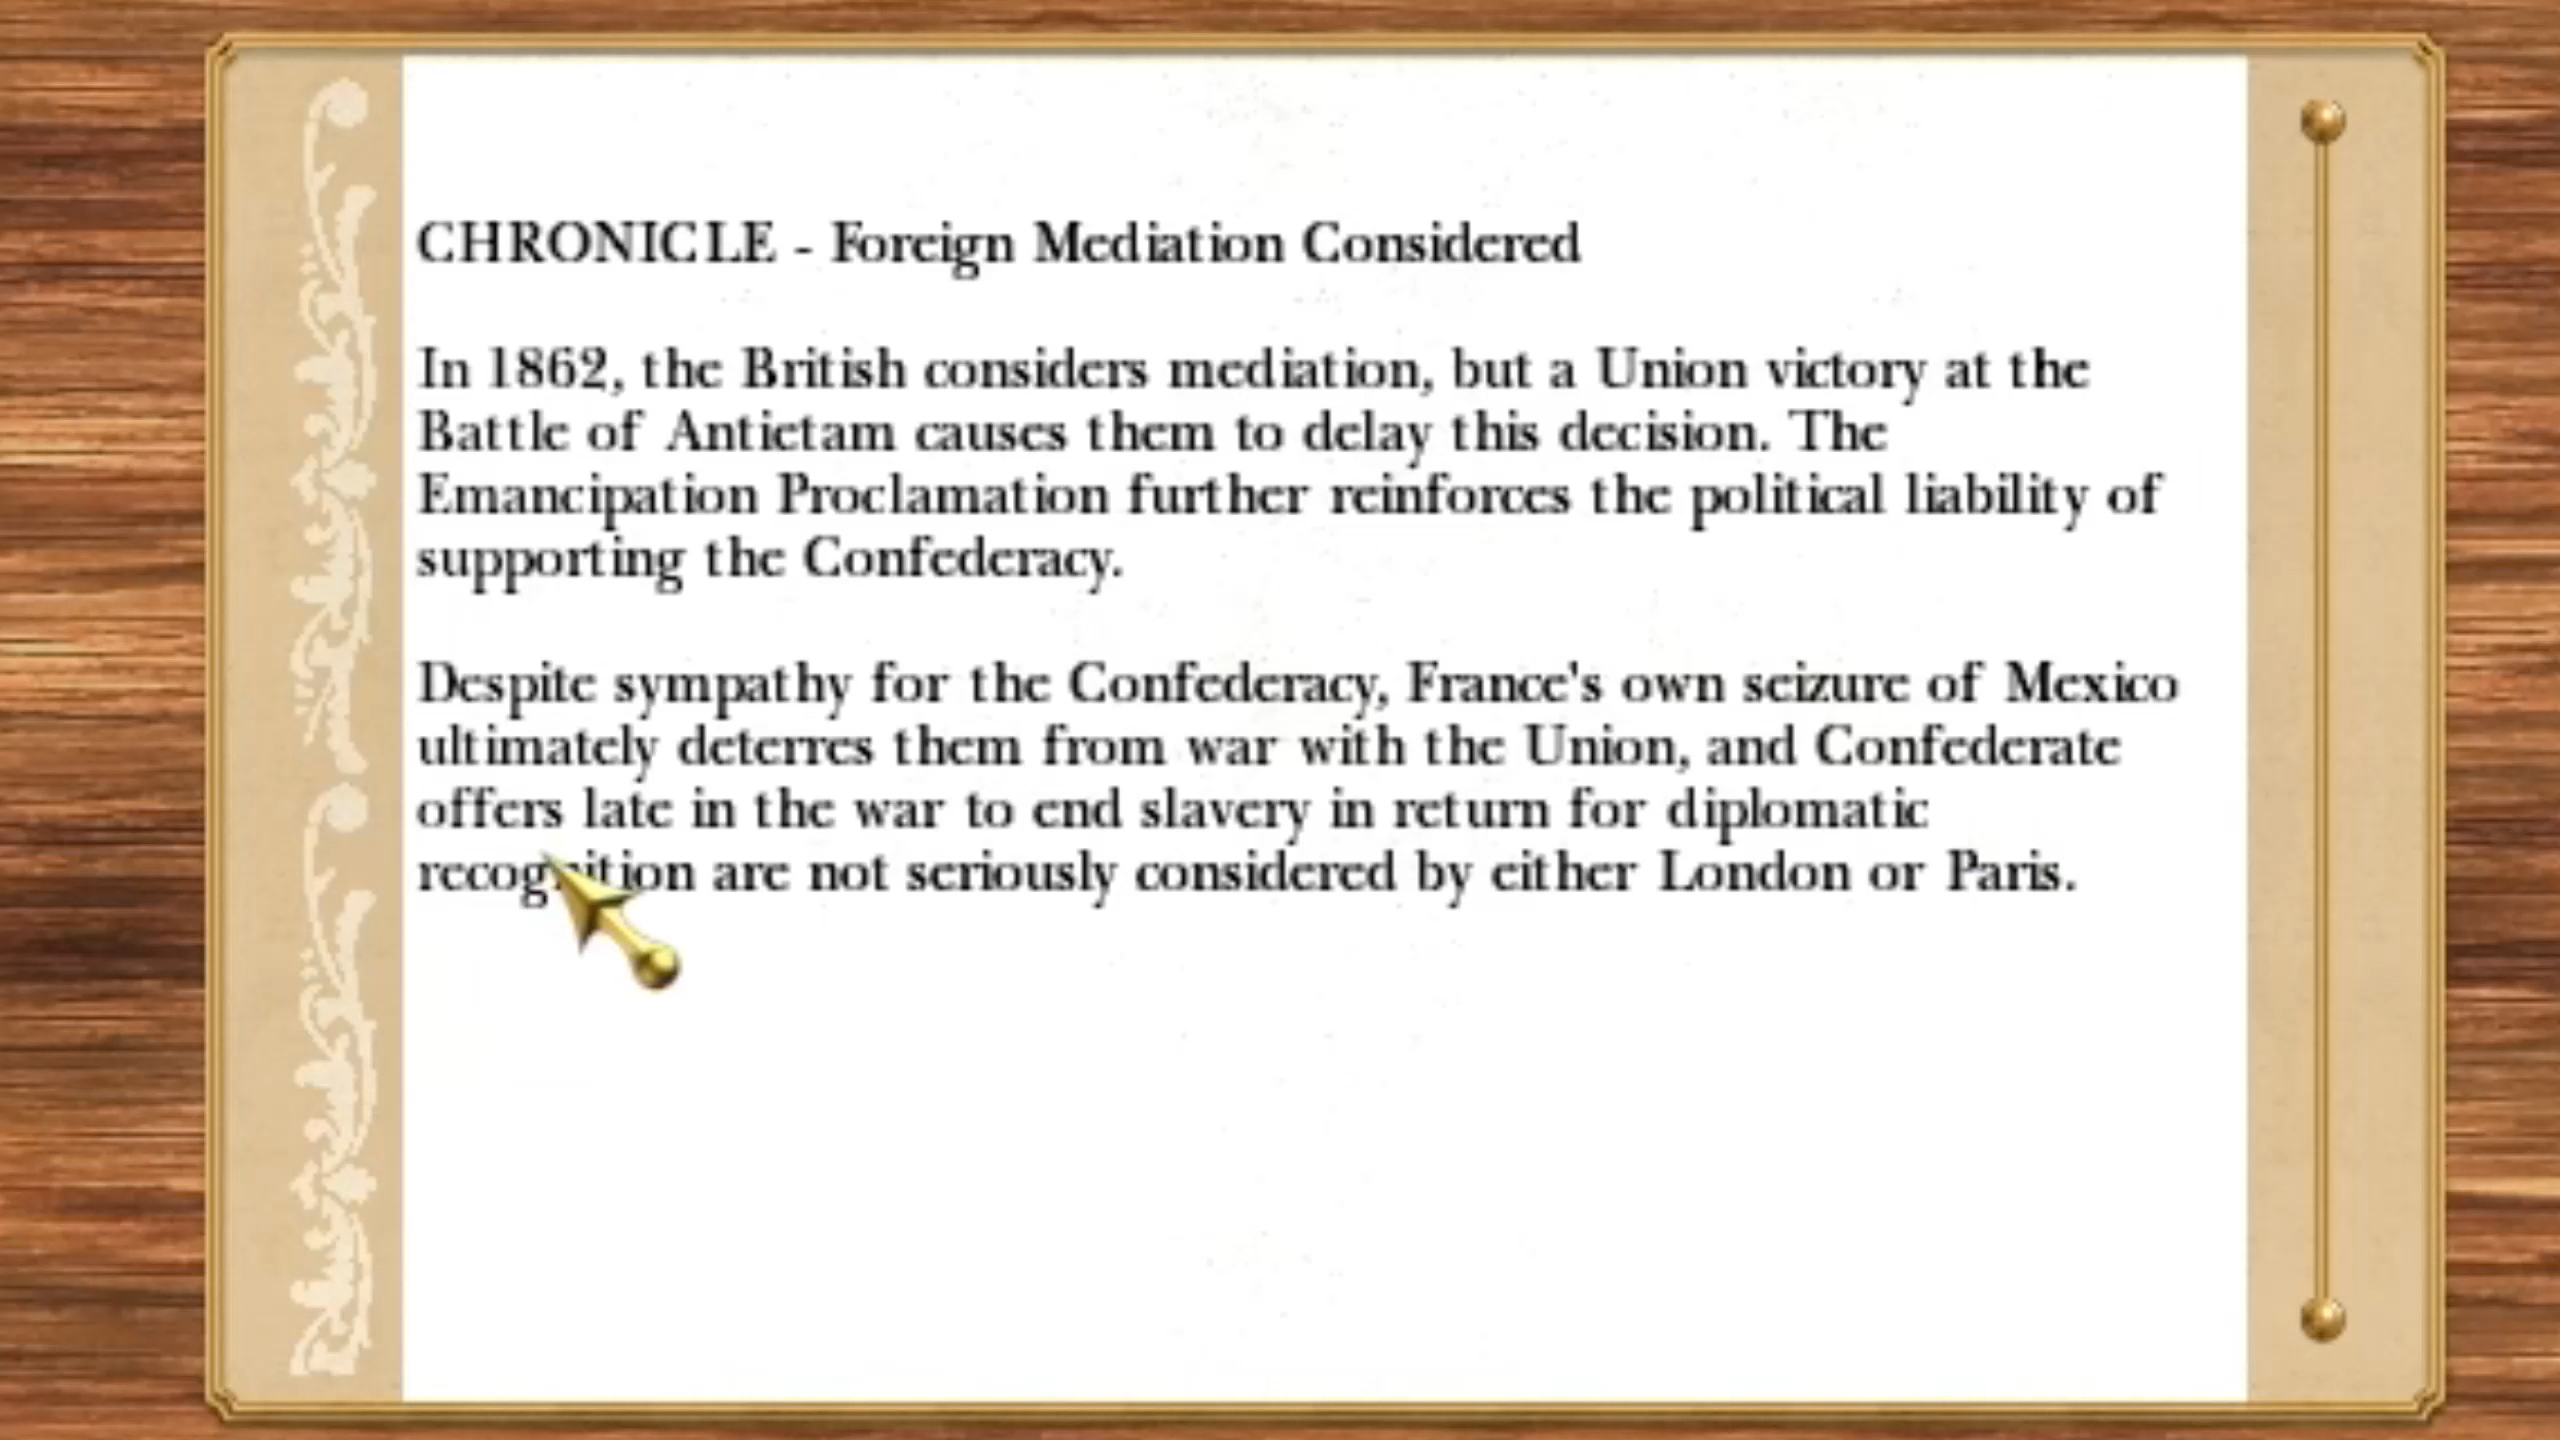 CHRONICLE - Foreign Mediation Considered
In 1862, the British considers mediation, but a Union victory at the
Battle of Antietam causes them to delay this decision. The
Emancipation Proclamation further reinforces the political liability of
supporting the Confederacy.
Despite sympathy for the Confederacy, France's own seizure of Mexico
ultimately deterres them from war with the Union, and Confederate
offers late in the war to end slavery in return for diplomatic
recognition are not seriously considered by either London or Paris.